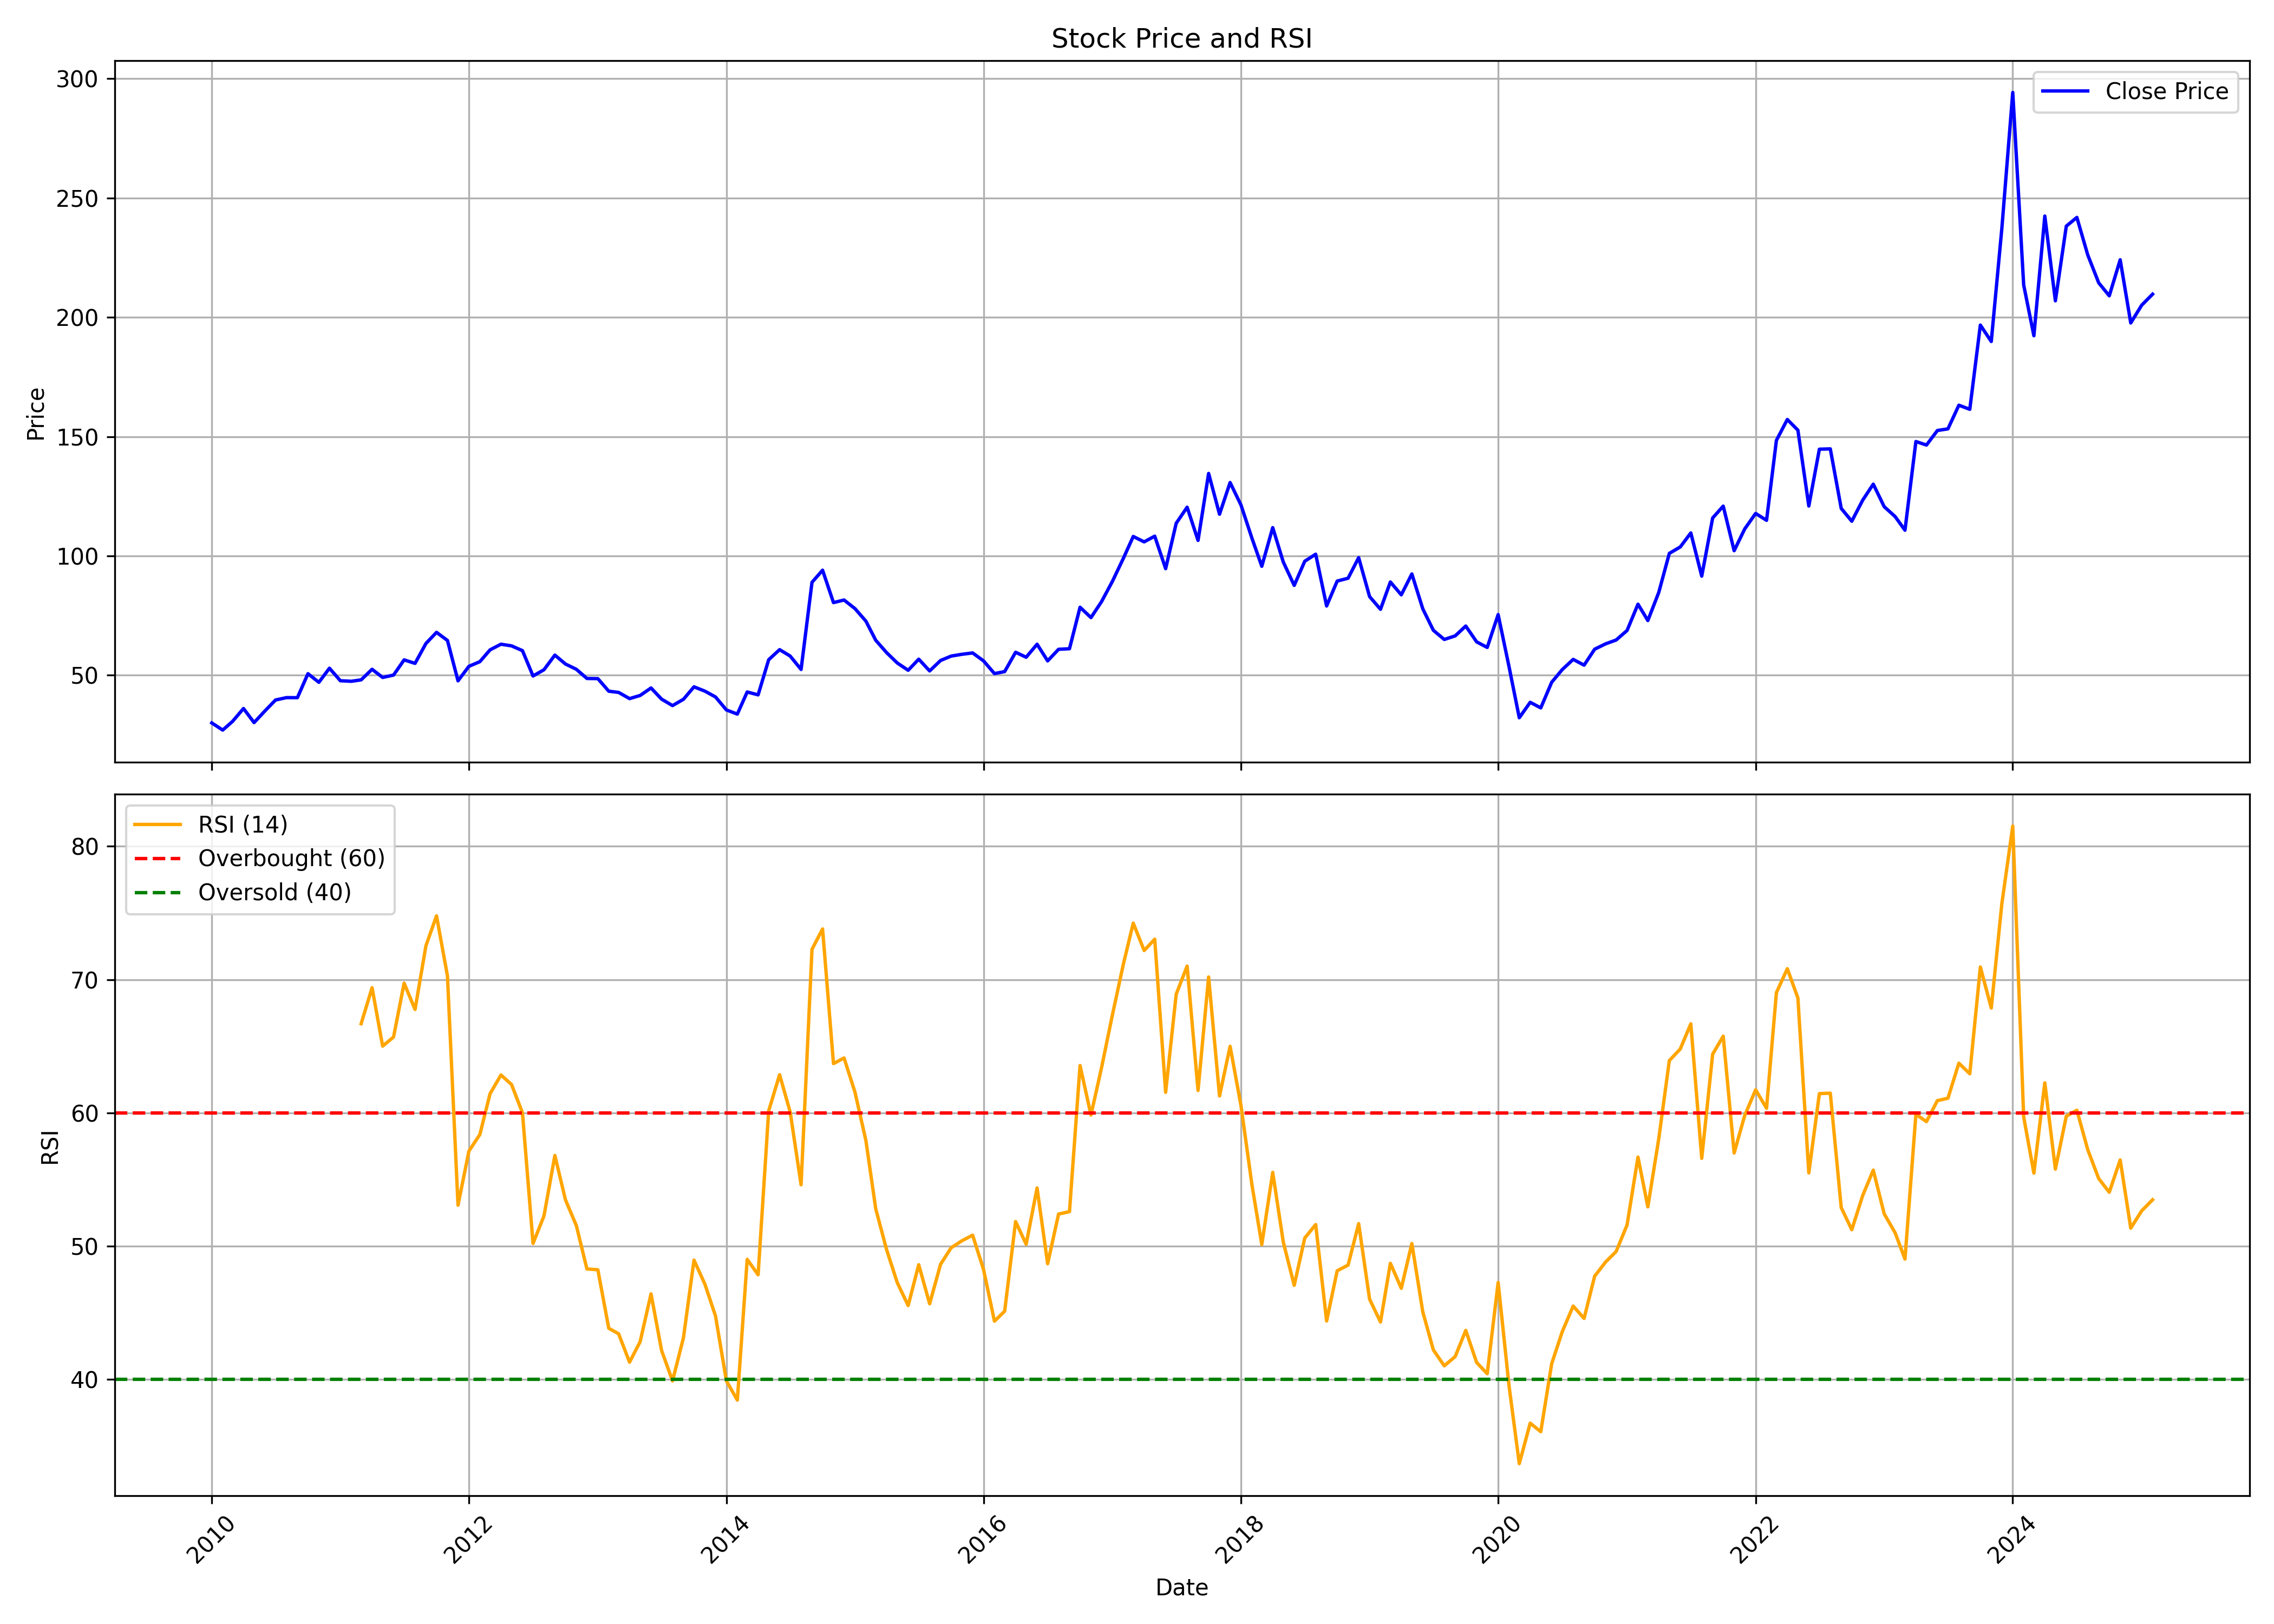 Stock Price and RSI
300
250
200
150
100
50
Price
Close Price
80
70
60
50
40
RSI
RSI (14)
Overbought (60)
Oversold (40)
2010
2012
2014
2016
2018
2020
2022
2024
Date